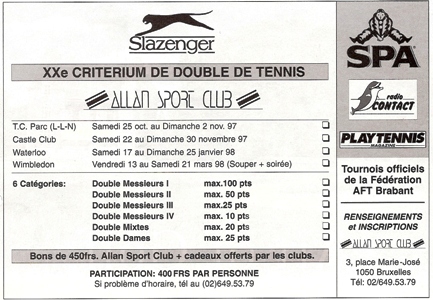 Slazenger
XXe CRITERIUM DE DOUBLE DE TENNIS
ALLAN SPORT CLUB
T.C. Parc (L-L-N) Samedi 25 oct. au Dimanche 2 nov. 97
Castle Club Samedi 22 au Dimanche 30 novembre 97
Waterloo Samedi 17 au Dimanche 25 janvier 98
Wimbledon Vendredi 13 au Samedi 21 mars 98 (Souper + soirée)
6 Catégories: Double Messieurs I max.100 pts
Double Messieurs II max. 50 pts
Double Messieurs III max.25 pts
Double Messieurs IV max. 10 pts
Double Mixtes max. 20 pts
Double Dames max. 25 pts
Bons de 450frs. Allan Sport Club + cadeaux offerts par les clubs.
PARTICIPATION: 400 FRS PAR PERSONNE
Si problème d'horaire, tél au (02)649.53.79
SPA
radio
CONTACT
PLAYTENNIS
MAGAZINE
Tournois officiels
de la Fédération
AFT Brabant
RENSEIGNEMENTS
et INSCRIPTIONS
ALLAN SPORT CLUB
3, place Marie-José
1050 Bruxelles
Tél: 02/649.53.79